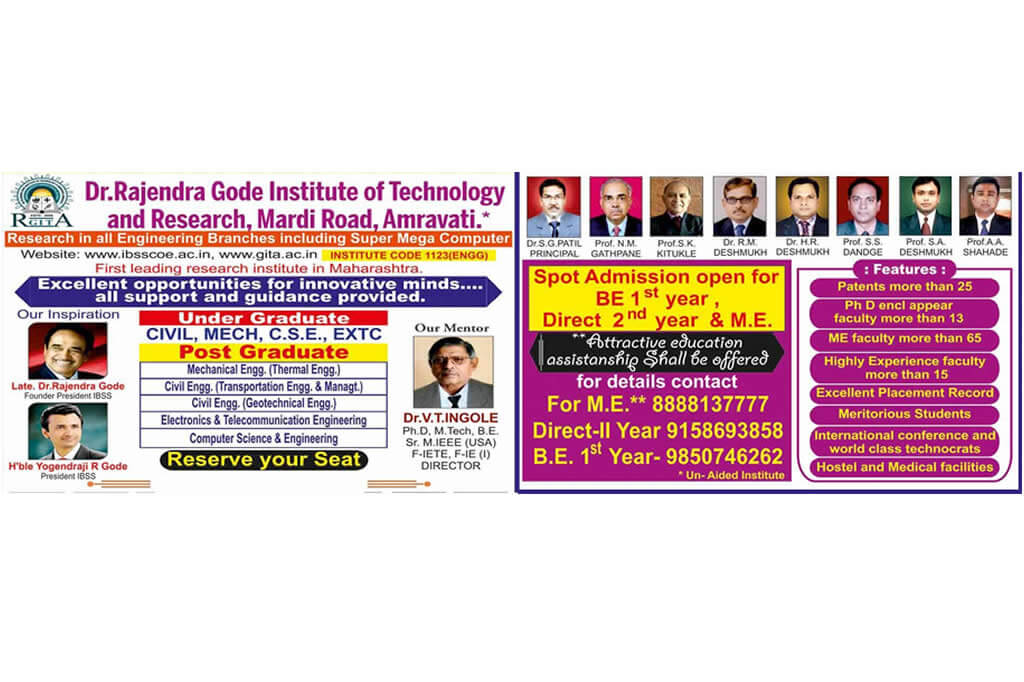 RGITA
Dr.Rajendra Gode Institute of Technology
and Research, Mardi Road, Amravati.*
Research in all Engineering Branches including Super Mega Computer
Website: www.ibsscoe.ac.in, www.gita.ac.in INSTITUTE CODE 1123(ENGG)
First leading research institute in Maharashtra.
Excellent opportunities for innovative minds....
all support and guidance provided.
Our Inspiration
Late. Dr.Rajendra Gode
Founder President IBSS
H'ble Yogendraji R Gode
President IBSS
Under Graduate
CIVIL, MECH, C.S.E., EXTC
Post Graduate
Mechanical Engg. (Thermal Engg.)
Civil Engg. (Transportation Engg. & Managt.)
Civil Engg. (Geotechnical Engg.)
Electronics & Telecommunication Engineering
Computer Science & Engineering
Reserve your Seat
Our Mentor
Dr.V.T.INGOLE
Ph.D, M.Tech, B.E.
Sr. M.IEEE (USA)
F-IETE, F-IE (I)
DIRECTOR
Dr.S.G.PATIL
PRINCIPAL
Prof. N.M.
GATHPANE
Prof.S.K.
KITUKLE
Dr. R.M.
DESHMUKH
Dr. H.R.
DESHMUKH
Prof. S.S.
DANDGE
Prof. S.A.
DESHMUKH
Prof.A.A.
SHAHADE
Spot Admission open for
BE 1st year ,
Direct 2nd year & M.E.
**Attractive education
assistanship Shall be offered
for details contact
For M.E.** 8888137777
Direct-II Year 9158693858
B.E. 1st Year- 9850746262
* Un- Aided Institute
: Features :
Patents more than 25
Ph D encl appear
faculty more than 13
ME faculty more than 65
Highly Experience faculty
more than 15
Excellent Placement Record
Meritorious Students
International conference and
world class technocrats
Hostel and Medical facilities